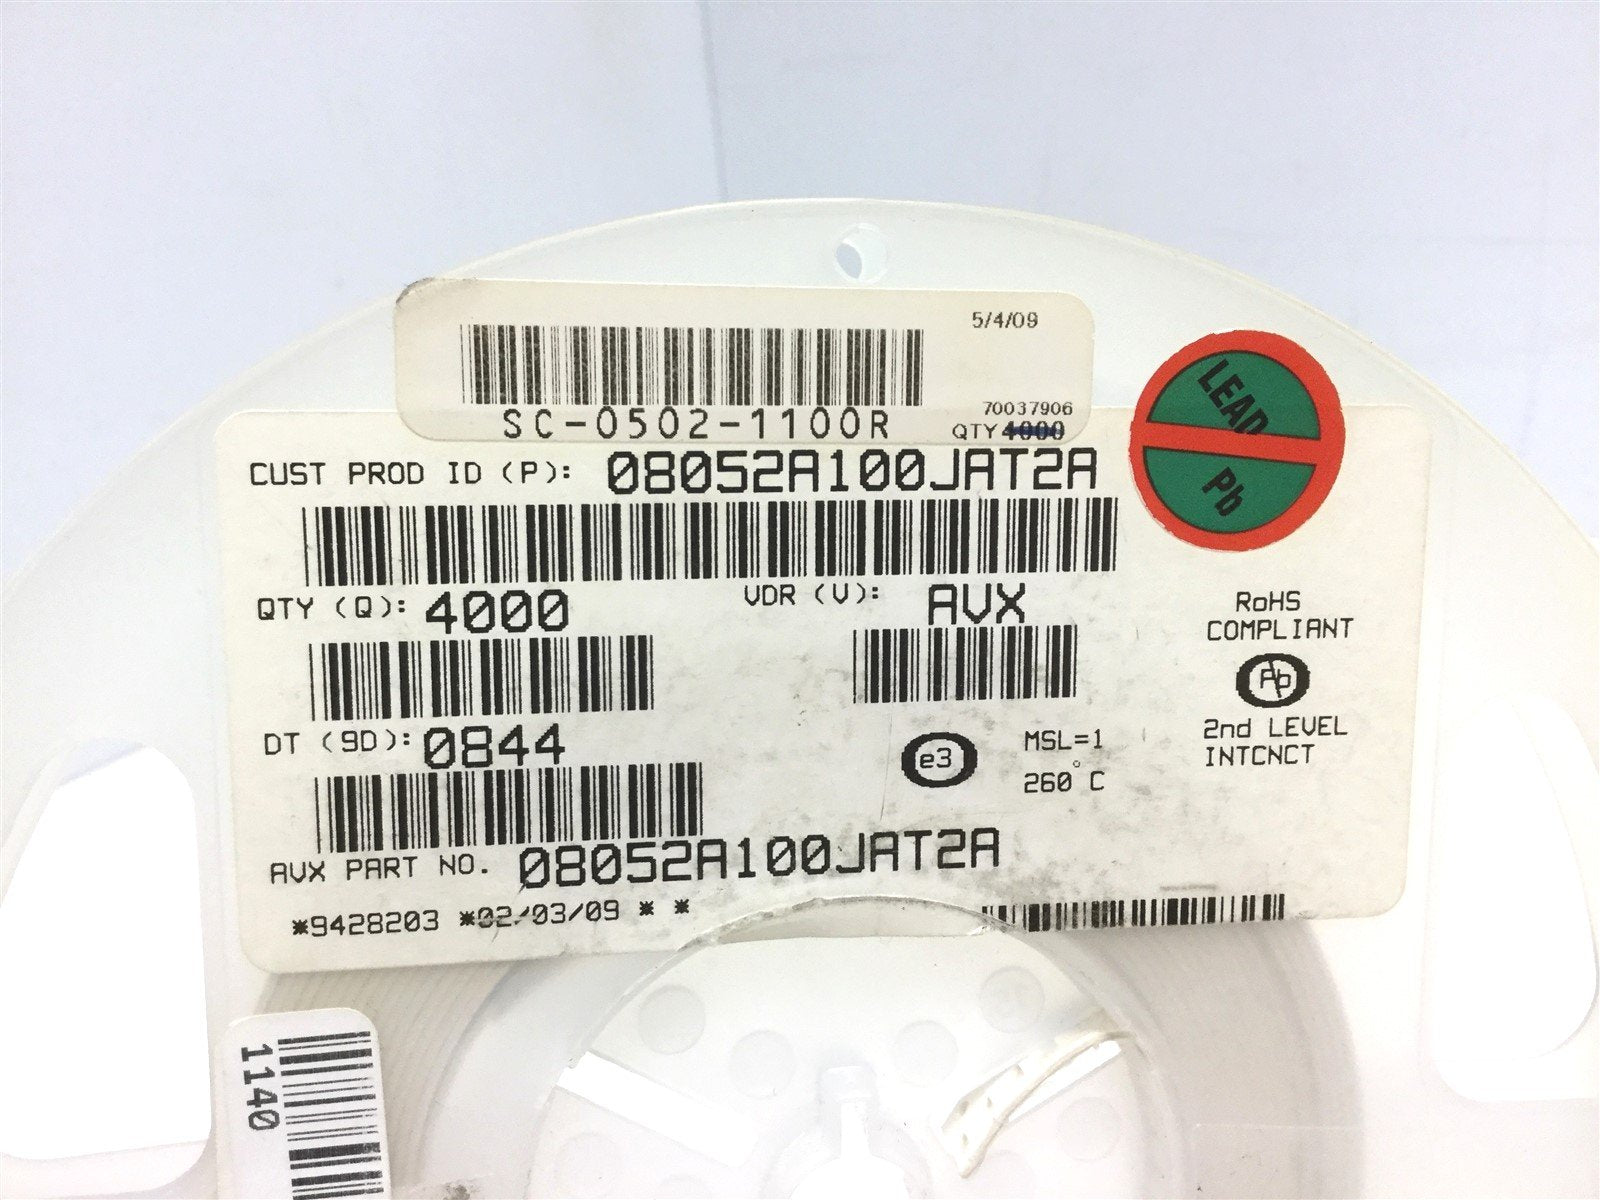 5/4/09
SC-0502-1100R
70037906
QTY 4000
LEAD
Pb
CUST PROD ID (P): 08052A100JAT2A
QTY (Q): 4000
VDR (V): AVX
RoHS
COMPLIANT
Pb
2nd LEVEL
INTCNCT
DT (9D): 0844
e3
MSL=1
260°C
AVX PART NO. 08052A100JAT2A
*9428203 *02/03/09 * *
1140